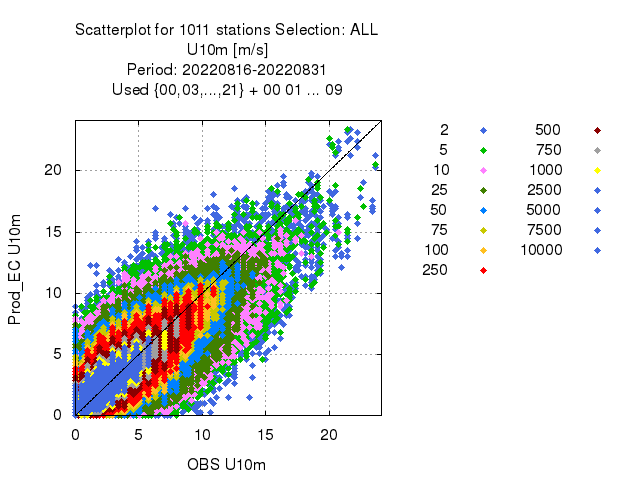 Scatterplot for 1011 stations Selection: ALL
U10m [m/s]
Period: 20220816-20220831
Used {00,03,...,21} + 00 01 ... 09
Prod_EC U10m
20
15
10
5
0
0 5 10 15 20
OBS U10m
2 500
5 750
10 1000
25 2500
50 5000
75 7500
100 10000
250